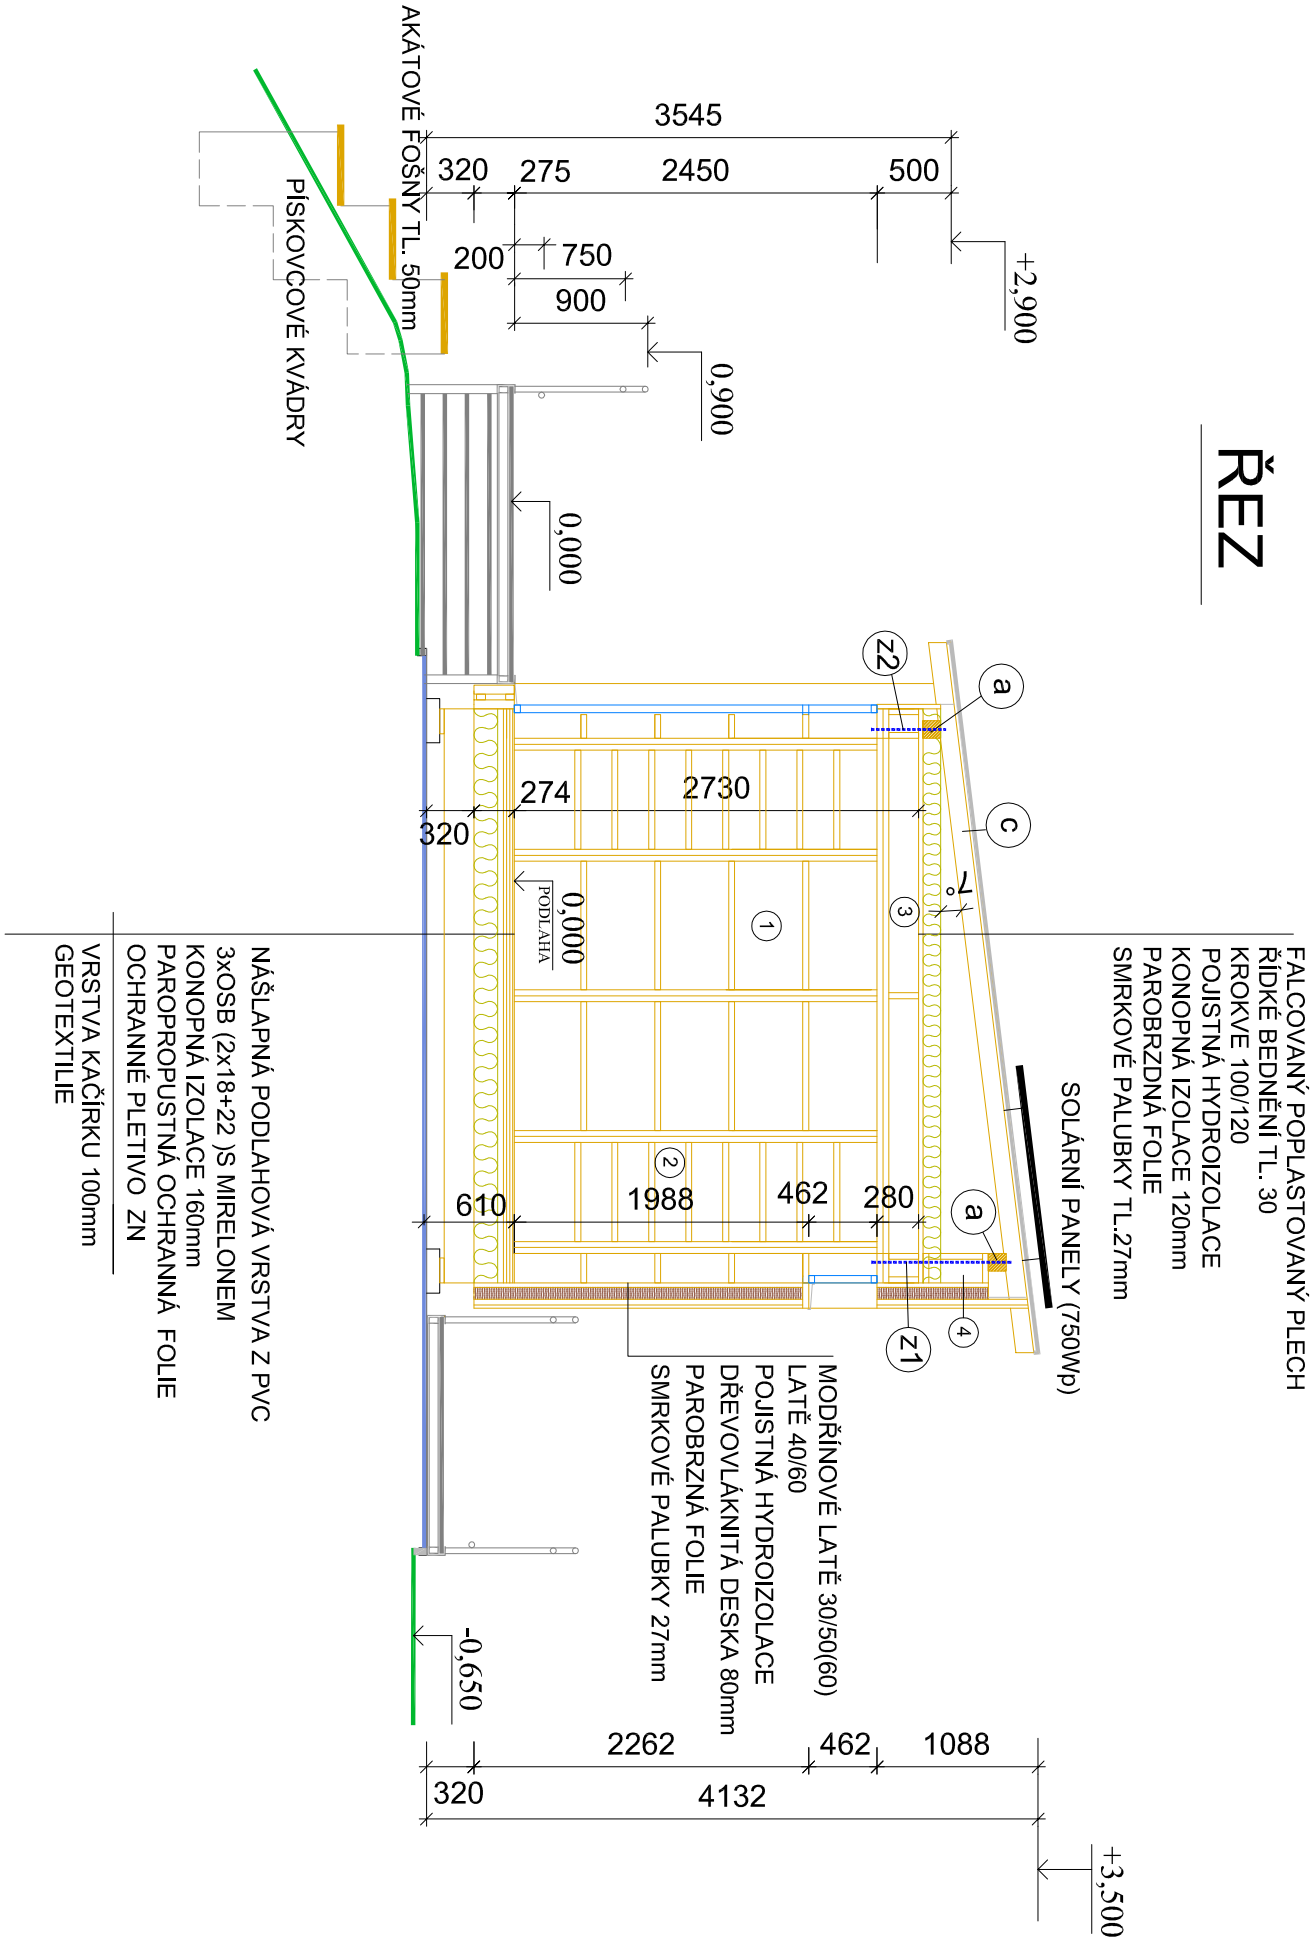 ŘEZ
FALCOVANÝ POPLASTOVANÝ PLECH
ŘÍDKÉ BEDNĚNÍ TL. 30
KROKVE 100/120
POJISTNÁ HYDROIZOLACE
KONOPNÁ IZOLACE 120mm
PAROBRZDNÁ FOLIE
SMRKOVÉ PALUBKY TL.27mm
SOLÁRNÍ PANELY (750Wp)
+2,900
+3,500
3545
500
2450
275
320
200
750
900
0,900
0,000
AKÁTOVÉ FOŠNY TL. 50mm
PÍSKOVCOVÉ KVÁDRY
z2
a
c
7°
3
1
2
2730
274
320
0,000
PODLAHA
280
462
1988
610
a
z1
4
MODŘÍNOVÉ LATĚ 30/50(60)
LATĚ 40/60
POJISTNÁ HYDROIZOLACE
DŘEVOVLÁKNITÁ DESKA 80mm
PAROBRZNÁ FOLIE
SMRKOVÉ PALUBKY 27mm
-0,650
1088
462
2262
320
4132
NÁŠLAPNÁ PODLAHOVÁ VRSTVA Z PVC
3xOSB (2x18+22 )S MIRELONEM
KONOPNÁ IZOLACE 160mm
PAROPROPUSTNÁ OCHRANNÁ FOLIE
OCHRANNÉ PLETIVO ZN
VRSTVA KAČÍRKU 100mm
GEOTEXTILIE